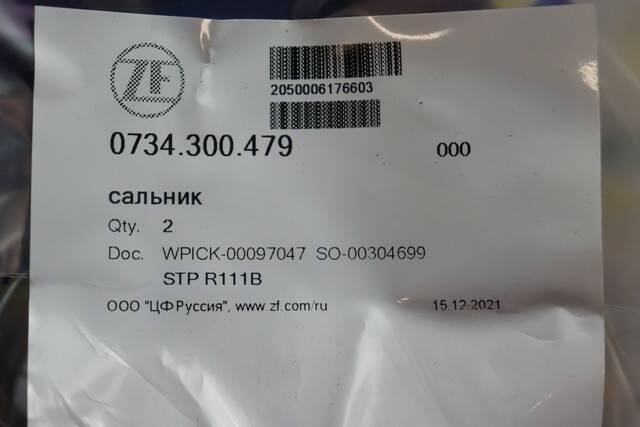 ZF
2050006176603
0734.300.479 000
сальник
Qty. 2
Doc. WPICK-00097047 SO-00304699
STP R111B
ООО "ЦФ Руссия", www.zf.com/ru 15.12.2021